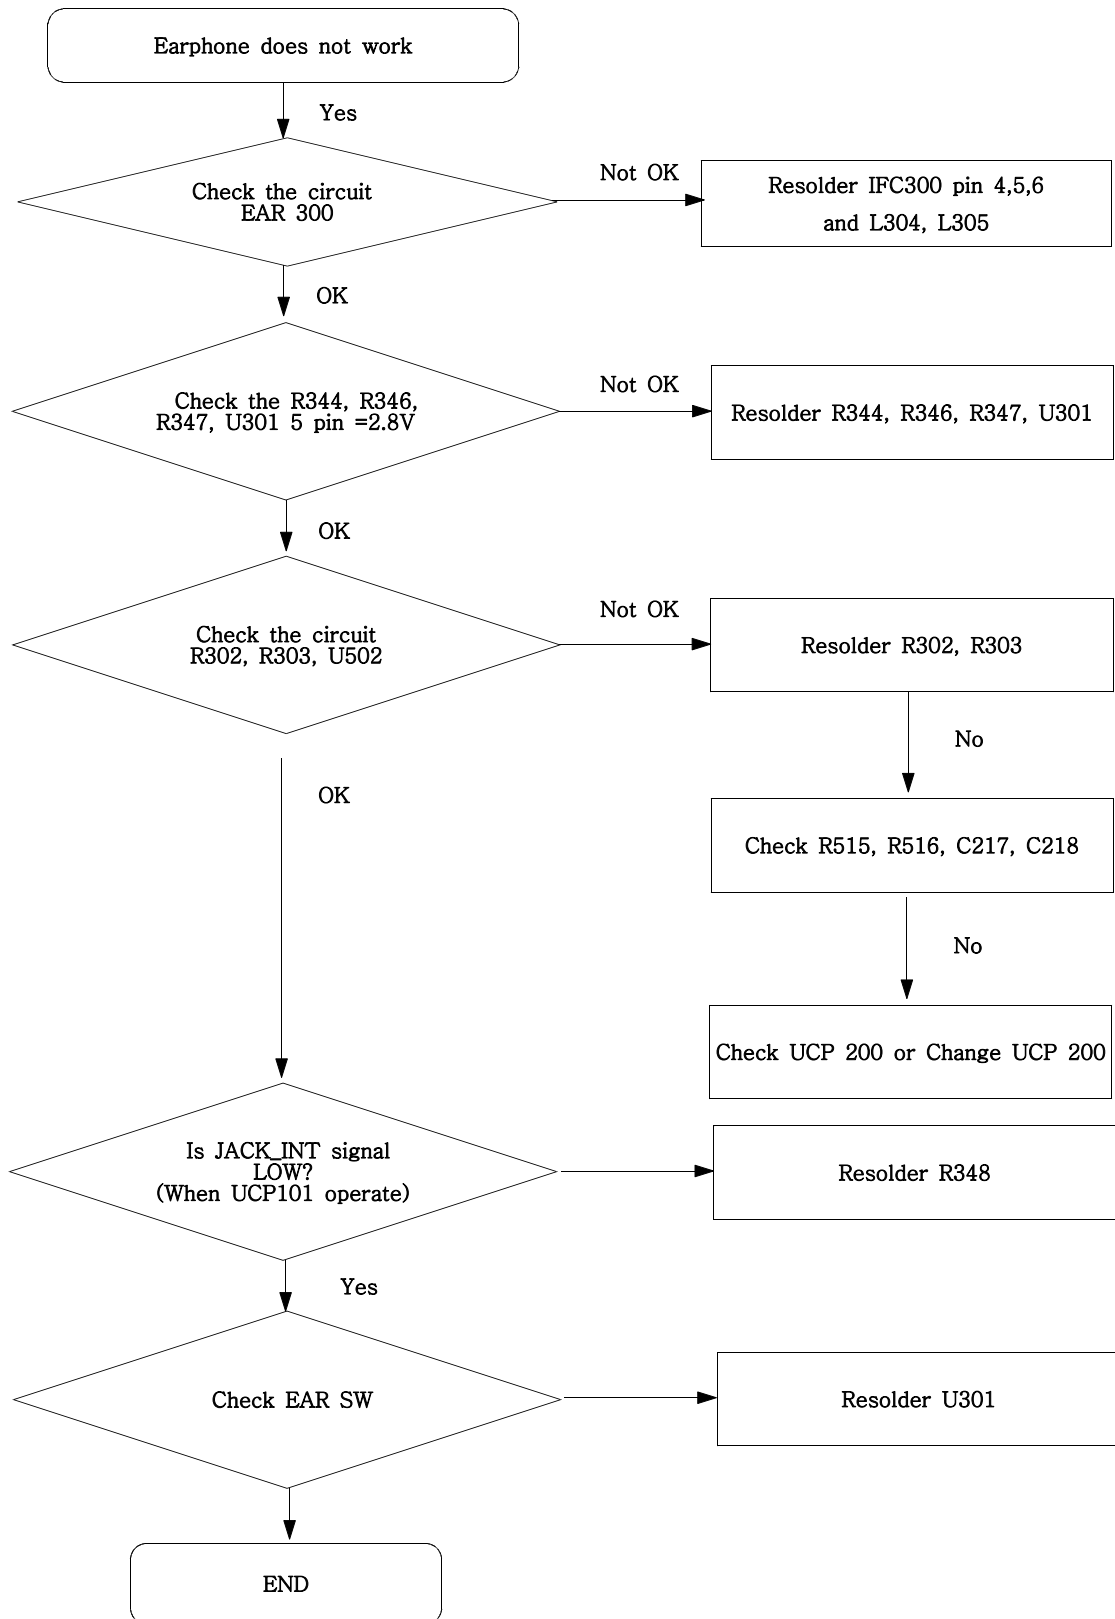 Earphone does not work
Yes
Check the circuit
EAR 300
Not OK
Resolder IFC300 pin 4,5,6
and L304, L305
OK
Check the R344, R346,
R347, U301 5 pin =2.8V
Not OK
Resolder R344, R346, R347, U301
OK
Check the circuit
R302, R303, U502
Not OK
Resolder R302, R303
No
OK
Check R515, R516, C217, C218
No
Check UCP 200 or Change UCP 200
Is JACK_INT signal
LOW?
(When UCP101 operate)
Resolder R348
Yes
Check EAR SW
Resolder U301
END